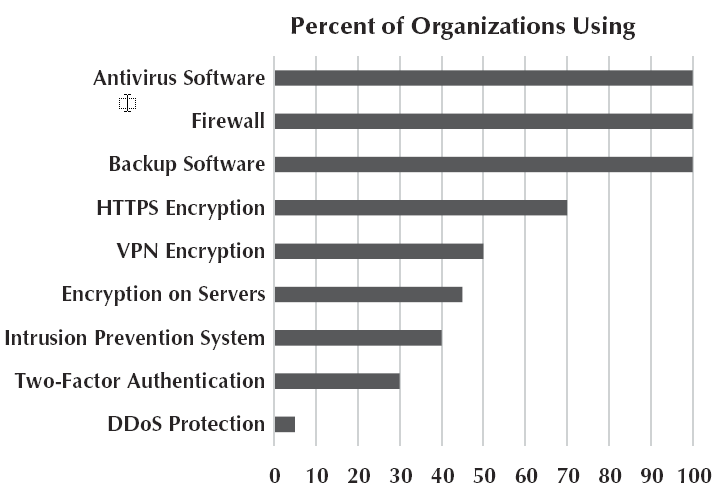 Percent of Organizations Using
Antivirus Software
Firewall
Backup Software
HTTPS Encryption
VPN Encryption
Encryption on Servers
Intrusion Prevention System
Two-Factor Authentication
DDoS Protection
0 10 20 30 40 50 60 70 80 90 100